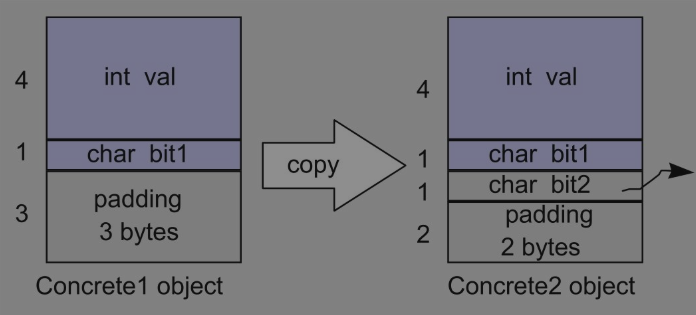 4
int val
1
char bit1
3
padding
3 bytes
Concrete1 object
copy
4
int val
1
char bit1
1
char bit2
2
padding
2 bytes
Concrete2 object